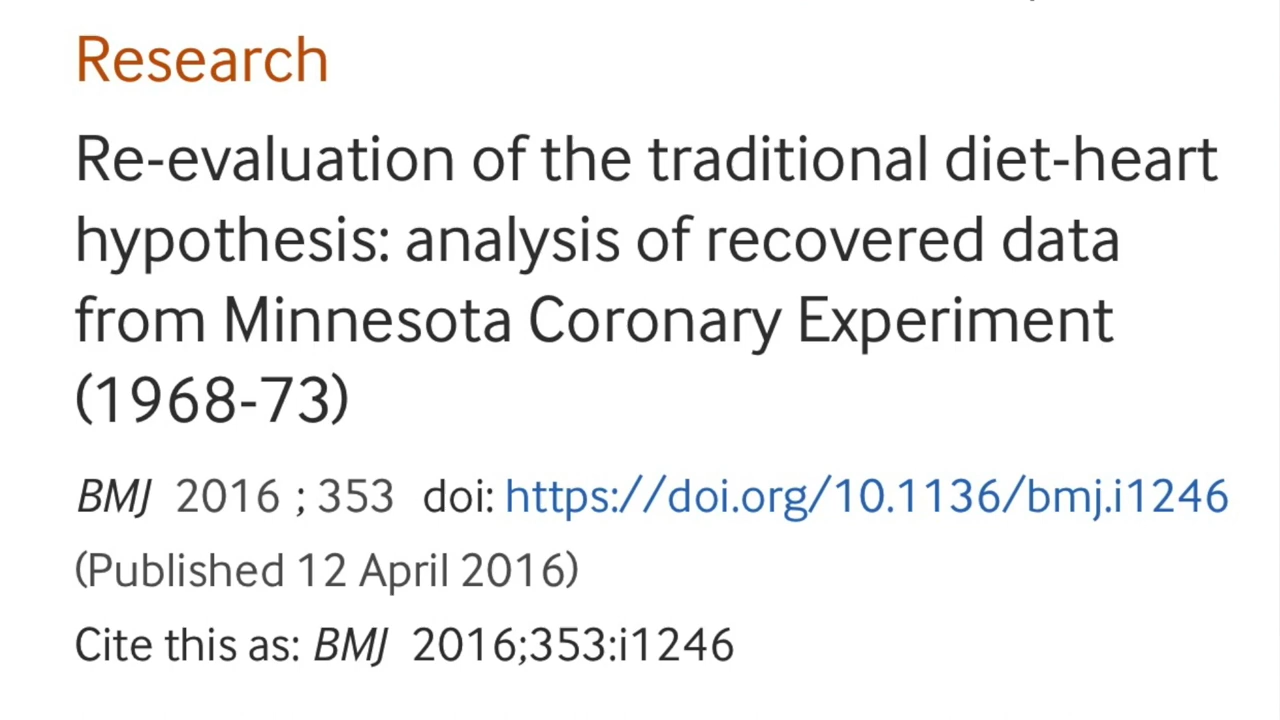 Research
Re-evaluation of the traditional diet-heart
hypothesis: analysis of recovered data
from Minnesota Coronary Experiment
(1968-73)
BMJ 2016 ; 353 doi: https://doi.org/10.1136/bmj.i1246
(Published 12 April 2016)
Cite this as: BMJ 2016;353:i1246